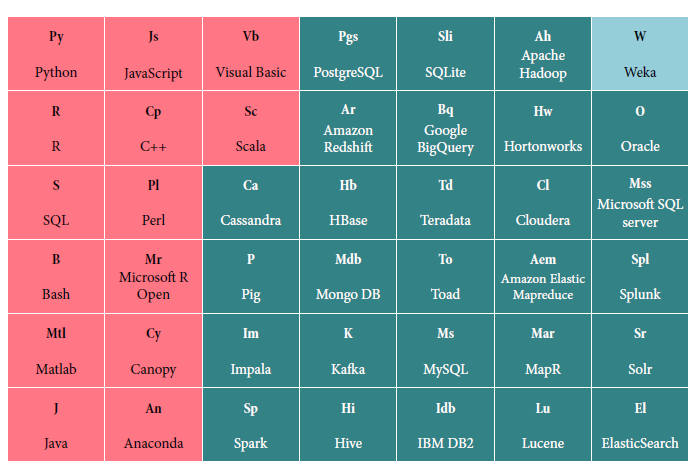 Py Js Vb Pgs Sli Ah W
Python JavaScript Visual Basic PostgreSQL SQLite Apache Hadoop Weka
R Cp Sc Ar Bq Hw O
R C++ Scala Amazon Redshift Google BigQuery Hortonworks Oracle
S Pl Ca Hb Td Cl Mss
SQL Perl Cassandra HBase Teradata Cloudera Microsoft SQL server
B Mr P Mdb To Aem Spl
Bash Microsoft R Open Pig Mongo DB Toad Amazon Elastic Mapreduce Splunk
Mtl Cy Im K Ms Mar Sr
Matlab Canopy Impala Kafka MySQL MapR Solr
J An Sp Hi Idb Lu El
Java Anaconda Spark Hive IBM DB2 Lucene ElasticSearch